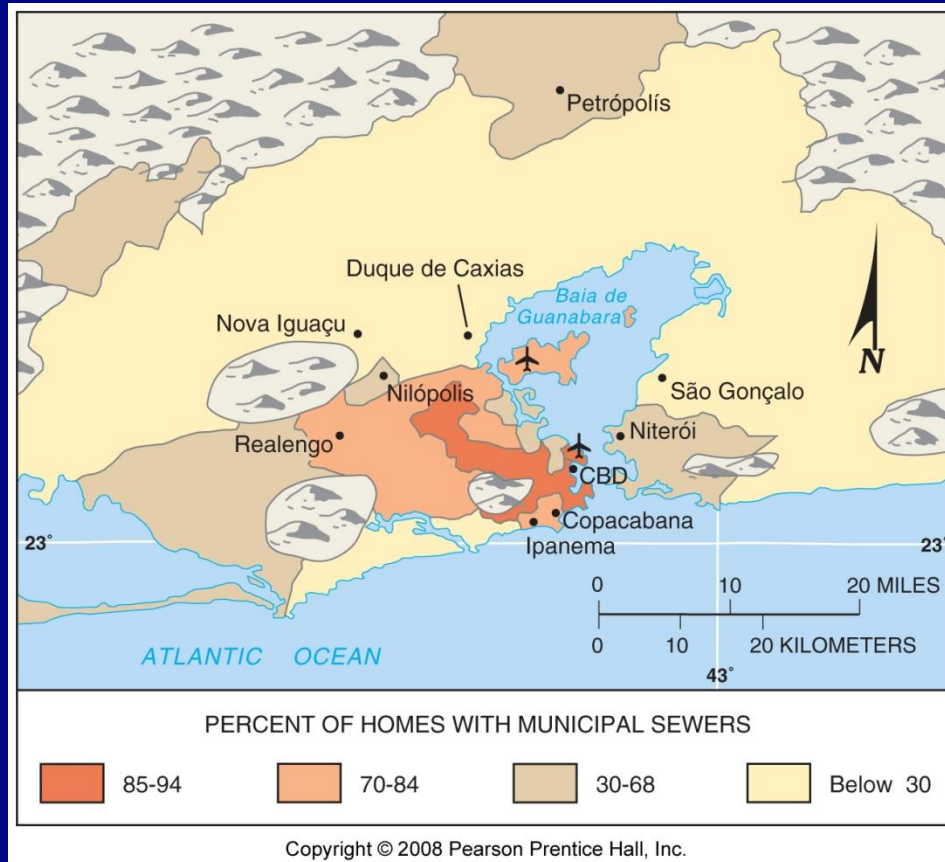 Petrópolís
Duque de Caxias
Baia de
Guanabara
Nova Iguaçu
N
Nilópolis
São Gonçalo
Realengo
Niterói
CBD
Copacabana
23°
Ipanema
23°
0 10 20 MILES
0 10 20 KILOMETERS
ATLANTIC OCEAN
43°
PERCENT OF HOMES WITH MUNICIPAL SEWERS
85-94 70-84 30-68 Below 30
Copyright © 2008 Pearson Prentice Hall, Inc.